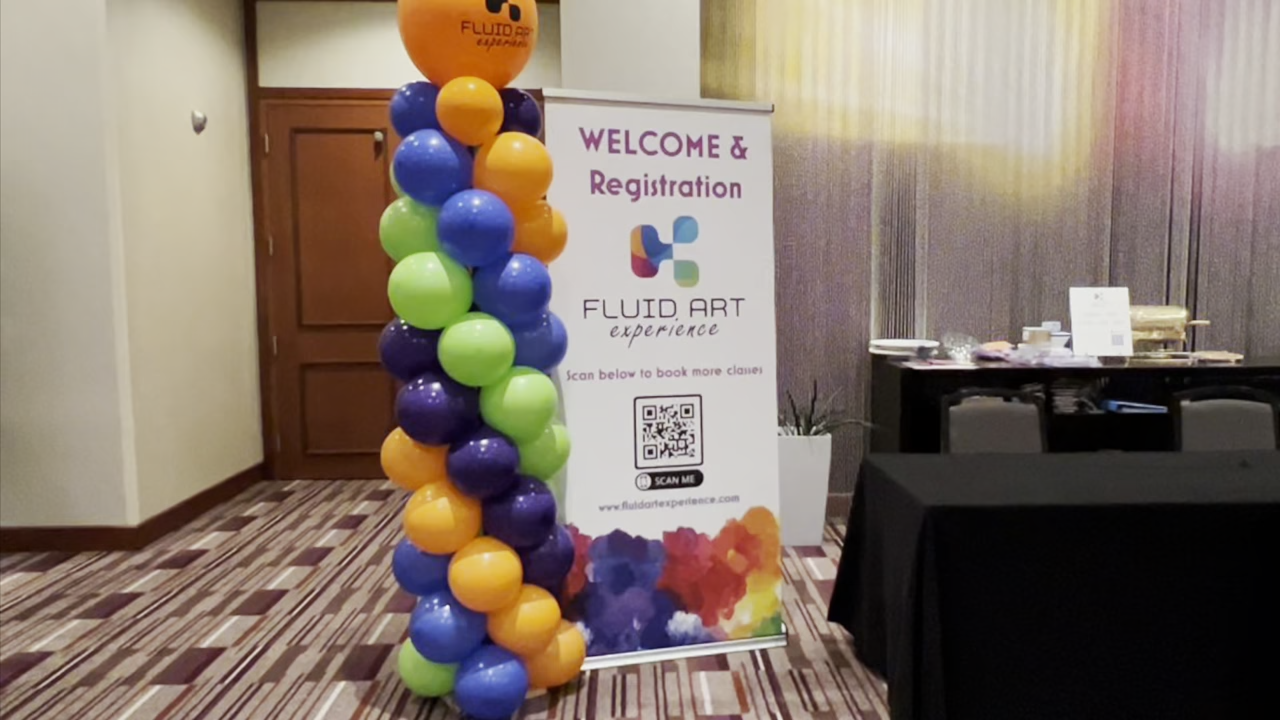 FLUID ART
experience
WELCOME &
Registration
FLUID ART
experience
Scan below to book more classes
SCAN ME
www.fluidartexperience.com